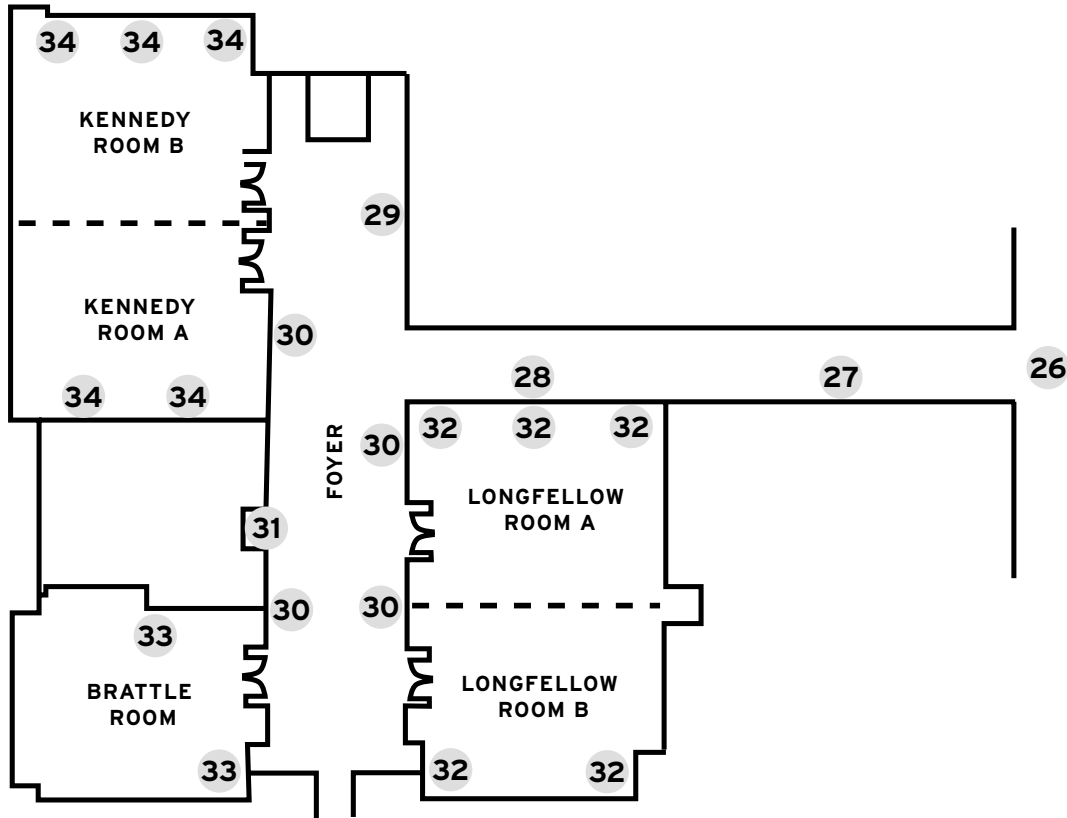 34 34 34
KENNEDY
ROOM B
29
KENNEDY
ROOM A
30
34 34
28 27 26
32 32 32
30
FOYER
LONGFELLOW
ROOM A
31
30 30
33
BRATTLE
ROOM
LONGFELLOW
ROOM B
33 32 32